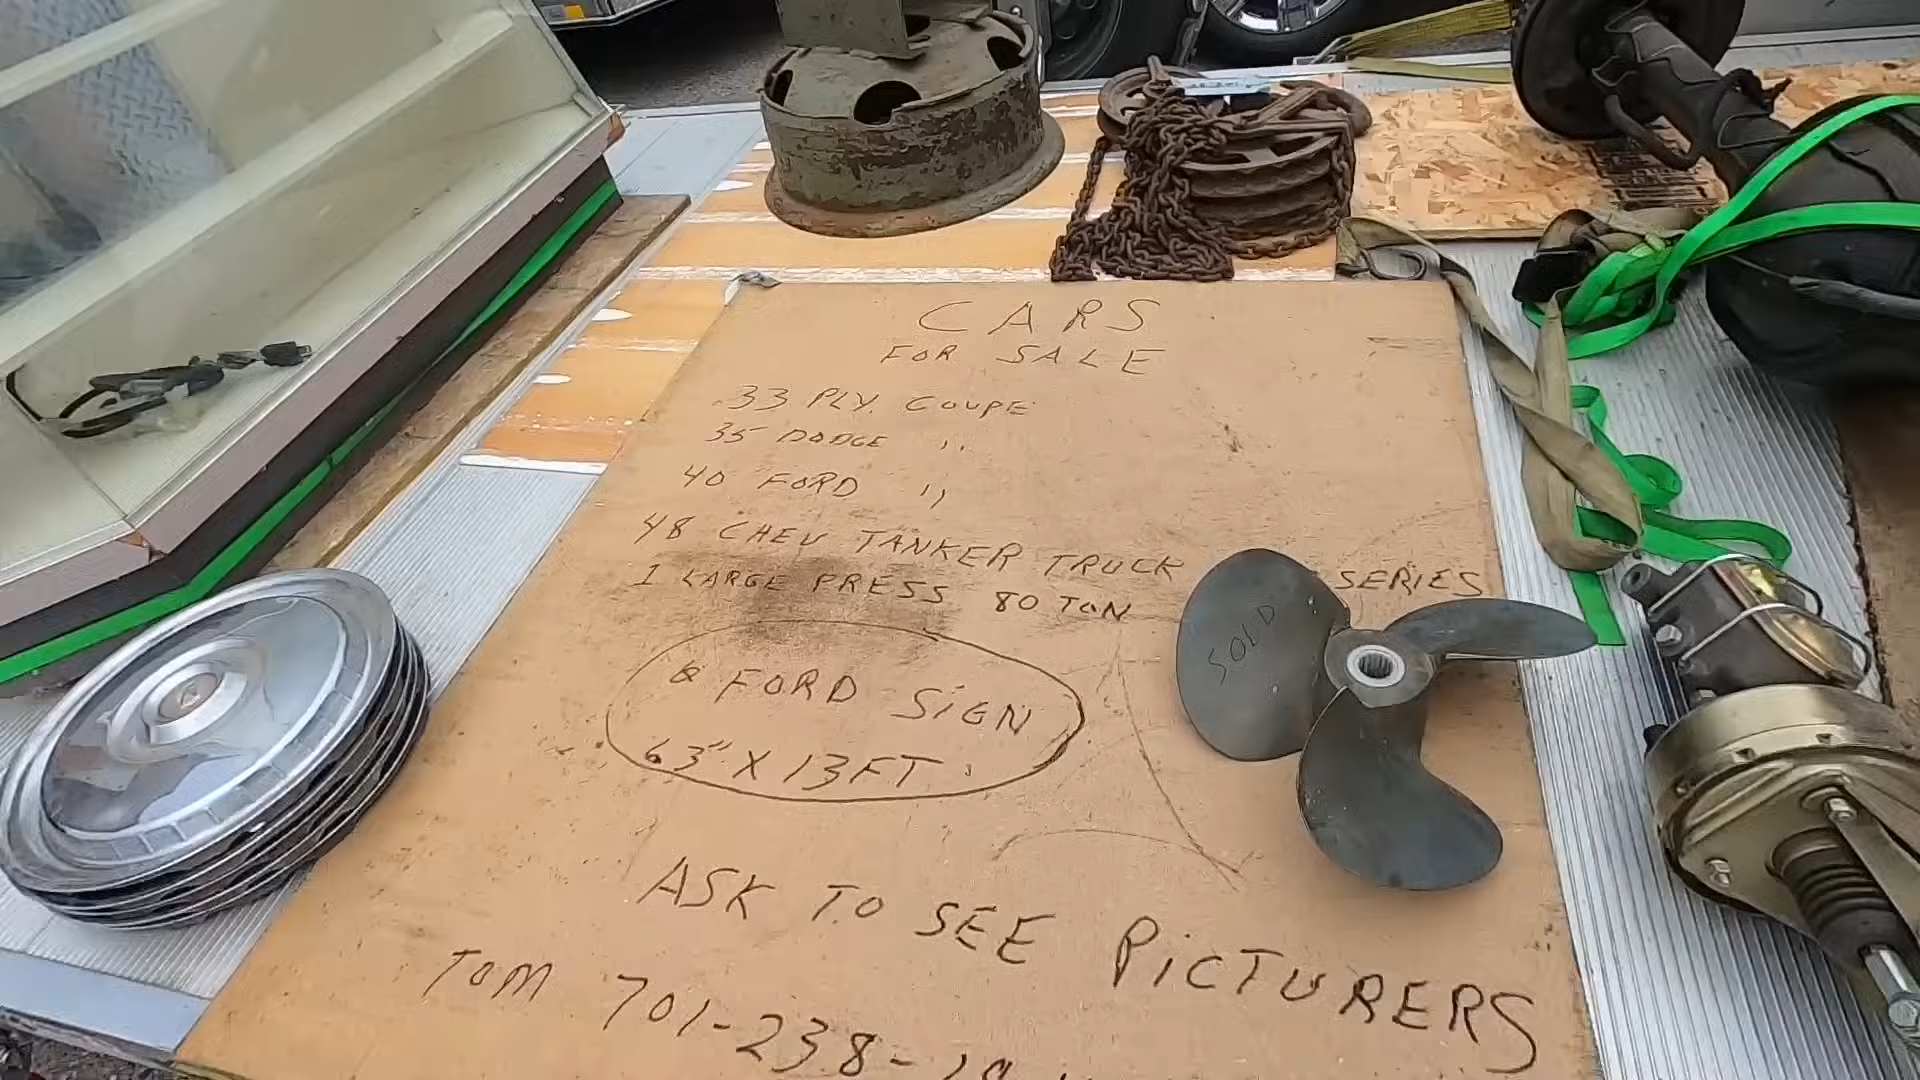 CARS
FOR SALE
33 PLY. COUPE
35 DODGE ,,
40 FORD ,,
48 CHEV TANKER TRUCK SERIES
1 LARGE PRESS 80 TON
SOLD
FORD SIGN
63" X 13FT.
ASK TO SEE PICTURERS
TOM 701-238-